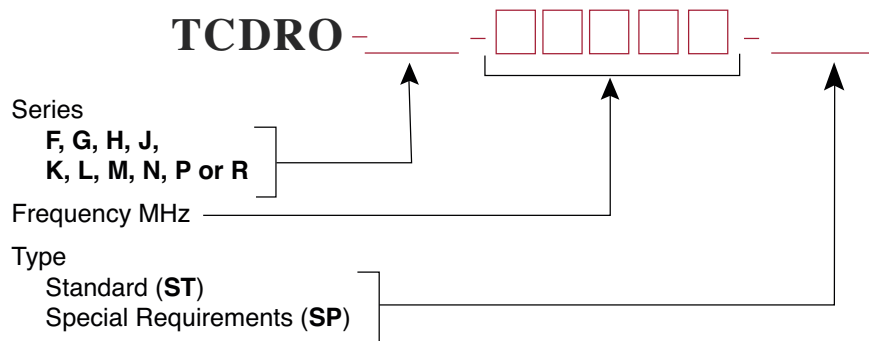 TCDRO - -  -
Series
F, G, H, J,
K, L, M, N, P or R
Frequency MHz
Type
Standard (ST)
Special Requirements (SP)